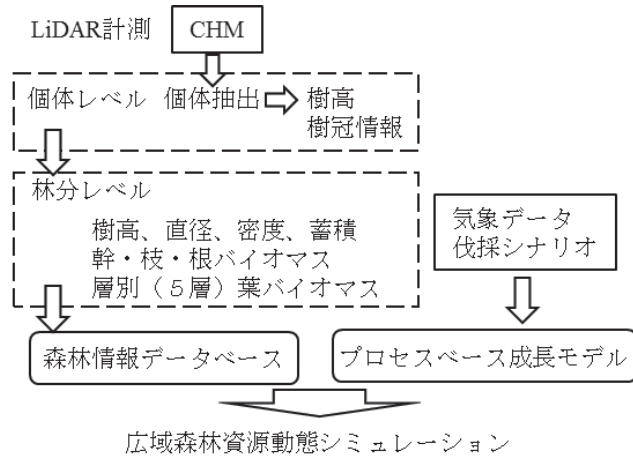 LiDAR計測 CHM
個体レベル 個体抽出 樹高
樹冠情報
林分レベル
樹高、直径、密度、蓄積
幹・枝・根バイオマス
層別（５層）葉バイオマス
気象データ
伐採シナリオ
森林情報データベース
プロセスベース成長モデル
広域森林資源動態シミュレーション